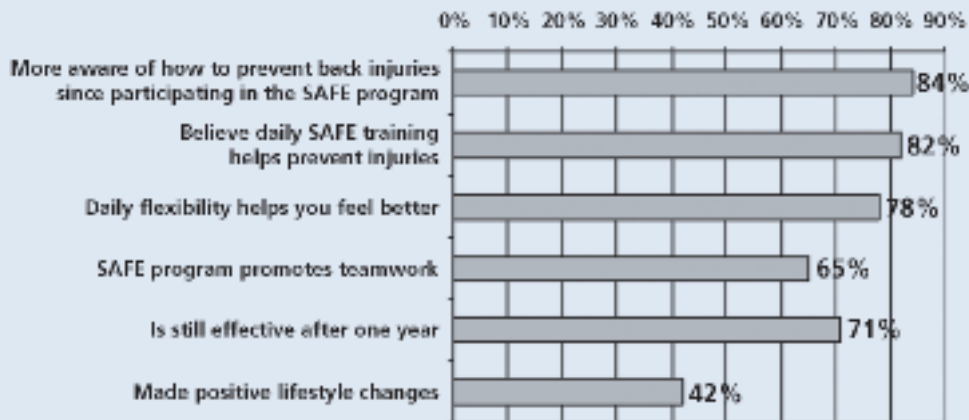 0% 10% 20% 30% 40% 50% 60% 70% 80% 90%
More aware of how to prevent back injuries
since participating in the SAFE program
84%
Believe daily SAFE training
helps prevent injuries
82%
Daily flexibility helps you feel better
78%
SAFE program promotes teamwork
65%
Is still effective after one year
71%
Made positive lifestyle changes
42%